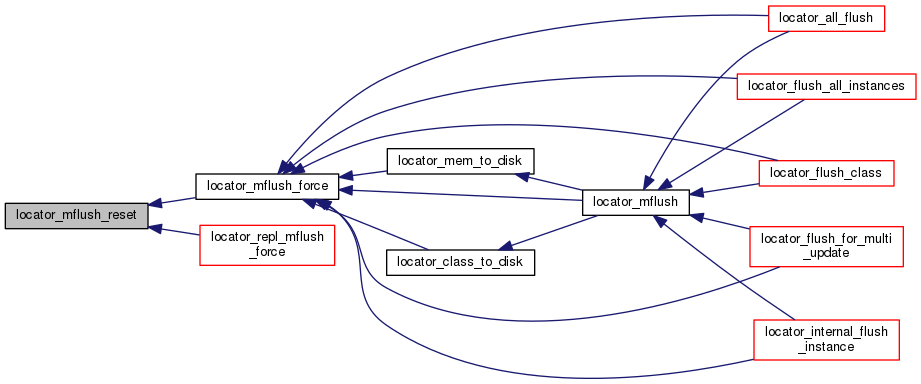 locator_mflush_reset
locator_mflush_force
locator_repl_mflush
_force
locator_mem_to_disk
locator_class_to_disk
locator_mflush
locator_all_flush
locator_flush_all_instances
locator_flush_class
locator_flush_for_multi
_update
locator_internal_flush
_instance